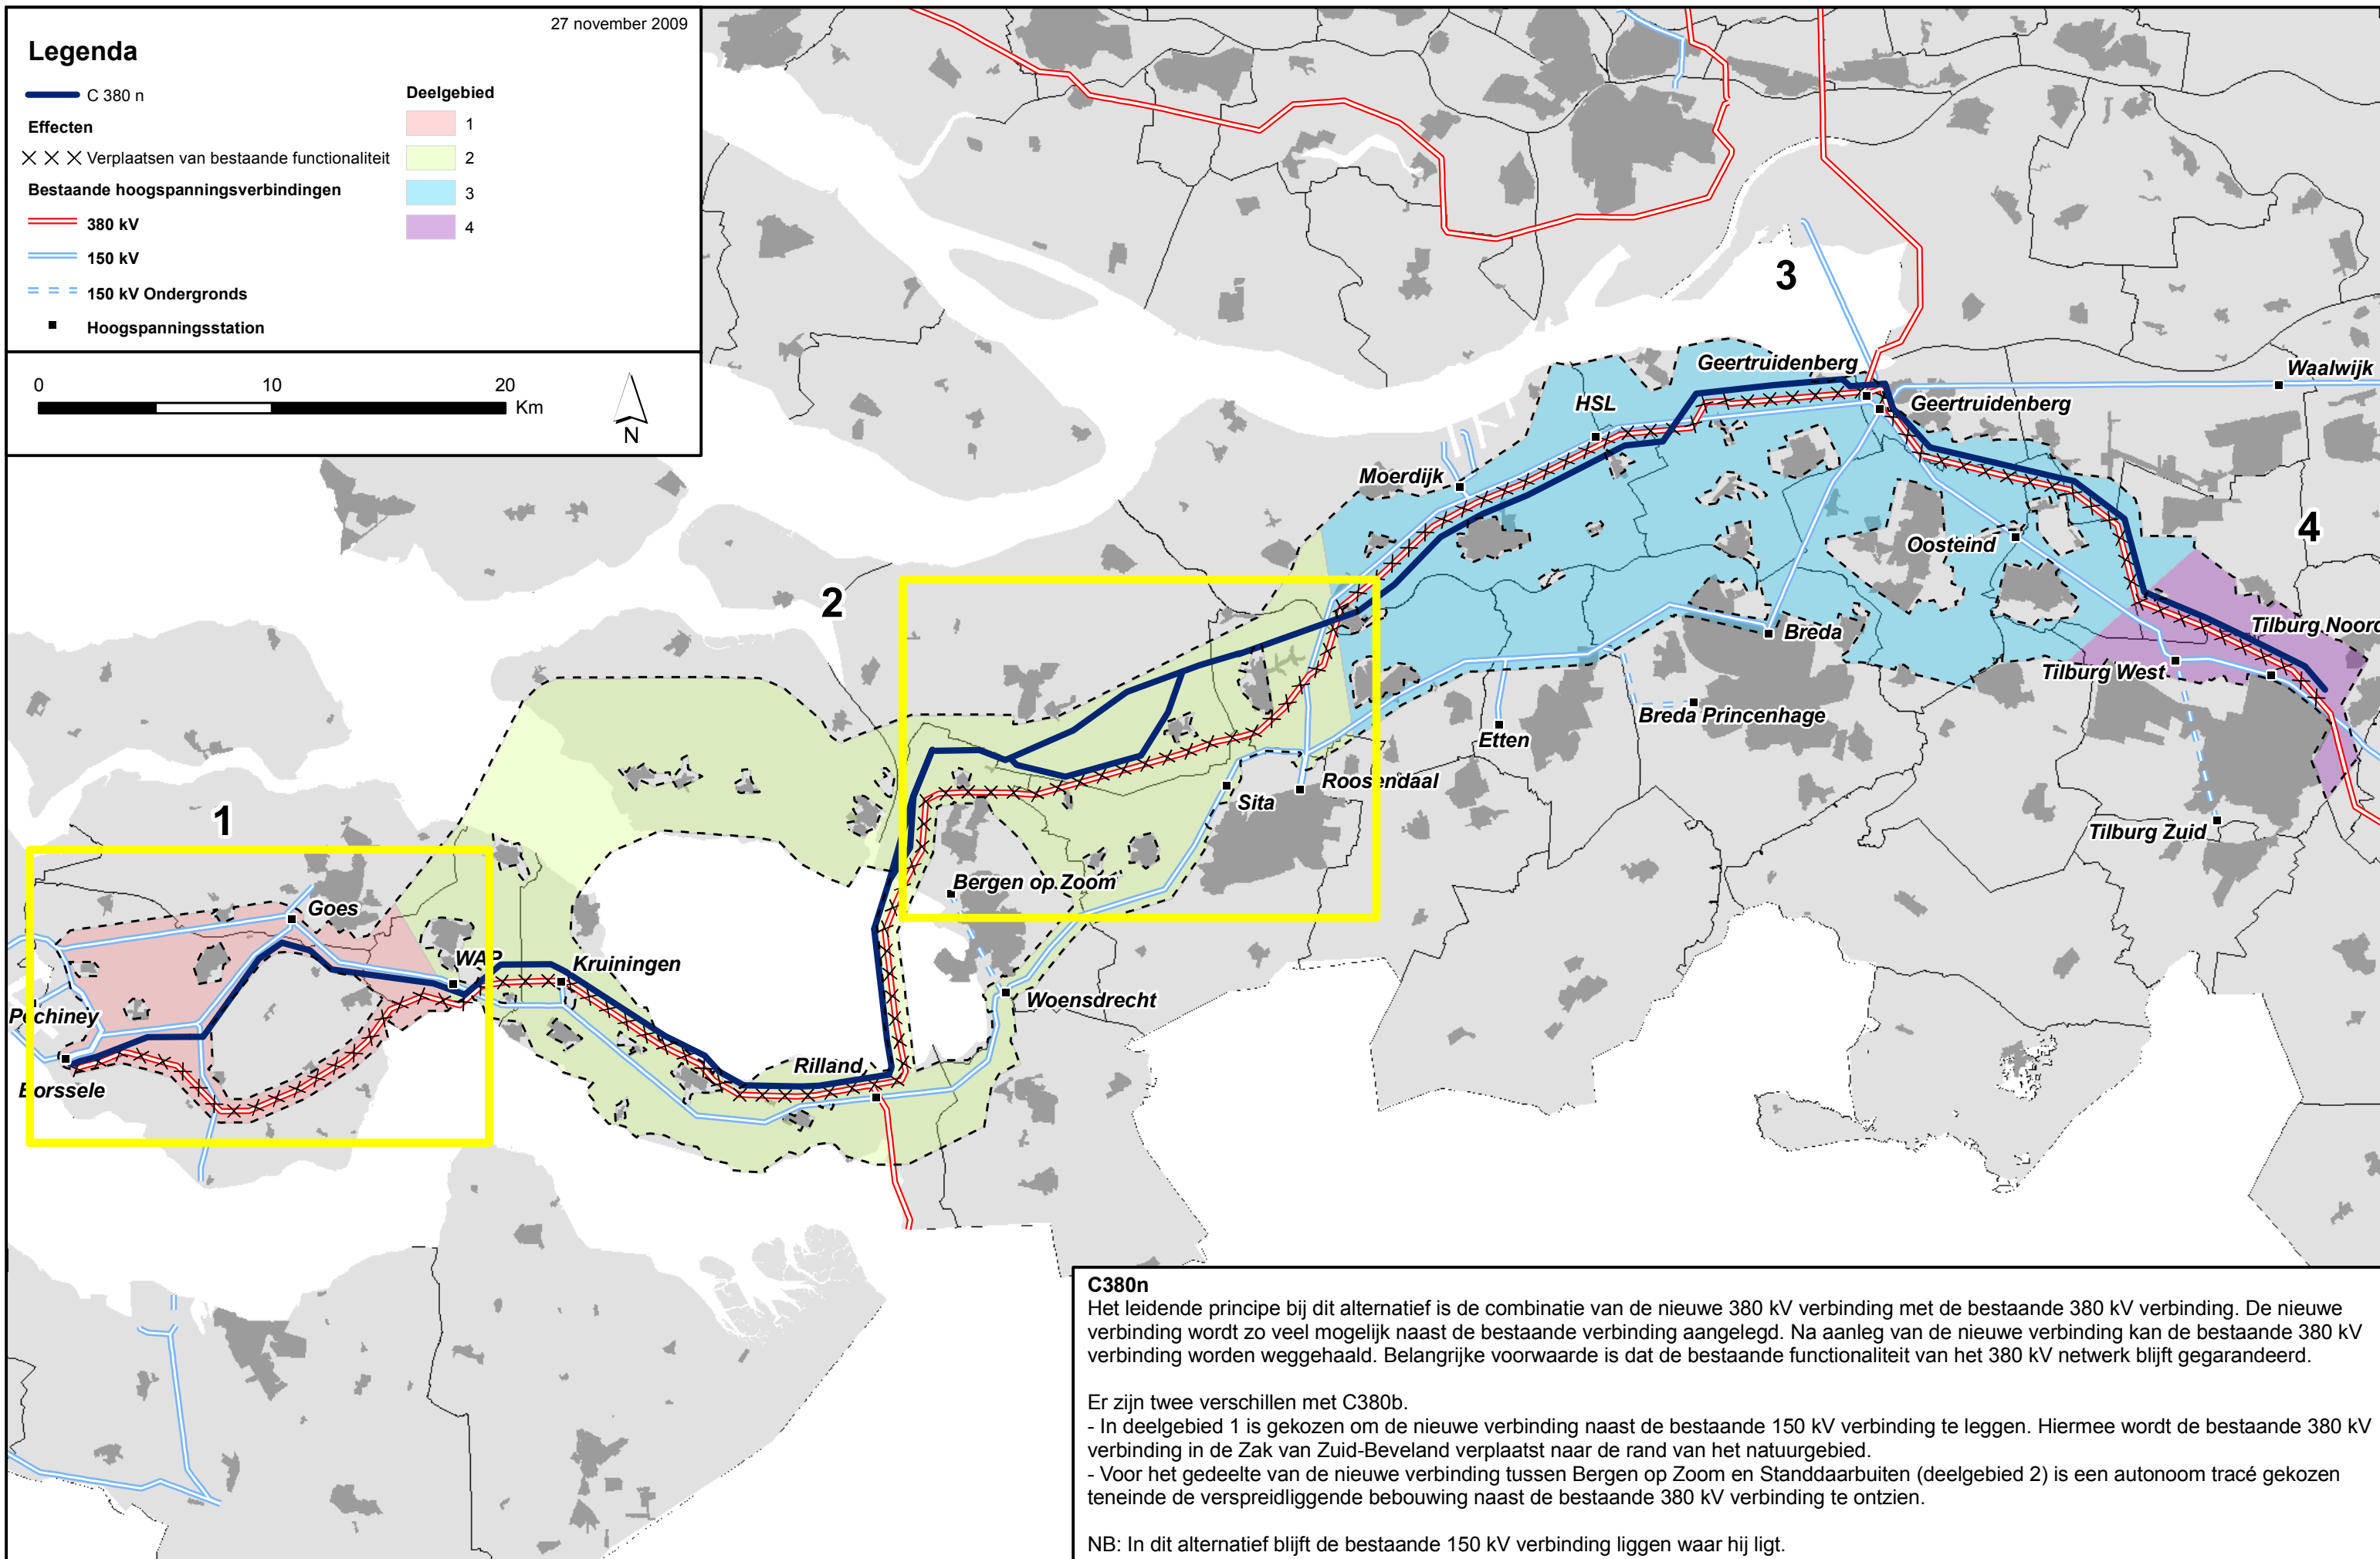 27 november 2009
Legenda
C 380 n
Effecten
Verplaatsen van bestaande functionaliteit
Bestaande hoogspanningsverbindingen
380 kV
150 kV
150 kV Ondergronds
Hoogspanningsstation
Deelgebied
1
2
3
4
0 10 20
Km
N
3
Geertruidenberg
Waalwijk
HSL
Geertruidenberg
Moerdijk
4
Oosteind
2
Breda
Tilburg Noord
Tilburg West
Breda Princenhage
Etten
Roosendaal
Sita
1
Tilburg Zuid
Bergen op Zoom
Goes
WAP
Kruiningen
Woensdrecht
Pechiney
Rilland
Borssele
C380n
Het leidende principe bij dit alternatief is de combinatie van de nieuwe 380 kV verbinding met de bestaande 380 kV verbinding. De nieuwe
verbinding wordt zo veel mogelijk naast de bestaande verbinding aangelegd. Na aanleg van de nieuwe verbinding kan de bestaande 380 kV
verbinding worden weggehaald. Belangrijke voorwaarde is dat de bestaande functionaliteit van het 380 kV netwerk blijft gegarandeerd.
Er zijn twee verschillen met C380b.
- In deelgebied 1 is gekozen om de nieuwe verbinding naast de bestaande 150 kV verbinding te leggen. Hiermee wordt de bestaande 380 kV
verbinding in de Zak van Zuid-Beveland verplaatst naar de rand van het natuurgebied.
- Voor het gedeelte van de nieuwe verbinding tussen Bergen op Zoom en Standdaarbuiten (deelgebied 2) is een autonoom tracé gekozen
teneinde de verspreidliggende bebouwing naast de bestaande 380 kV verbinding te ontzien.
NB: In dit alternatief blijft de bestaande 150 kV verbinding liggen waar hij ligt.